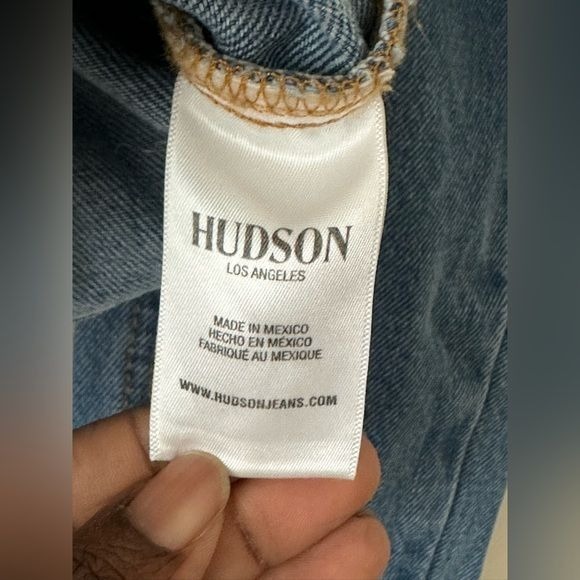 HUDSON
LOS ANGELES
MADE IN MEXICO
HECHO EN MÉXICO
FABRIQUÉ AU MEXIQUE
WWW.HUDSONJEANS.COM